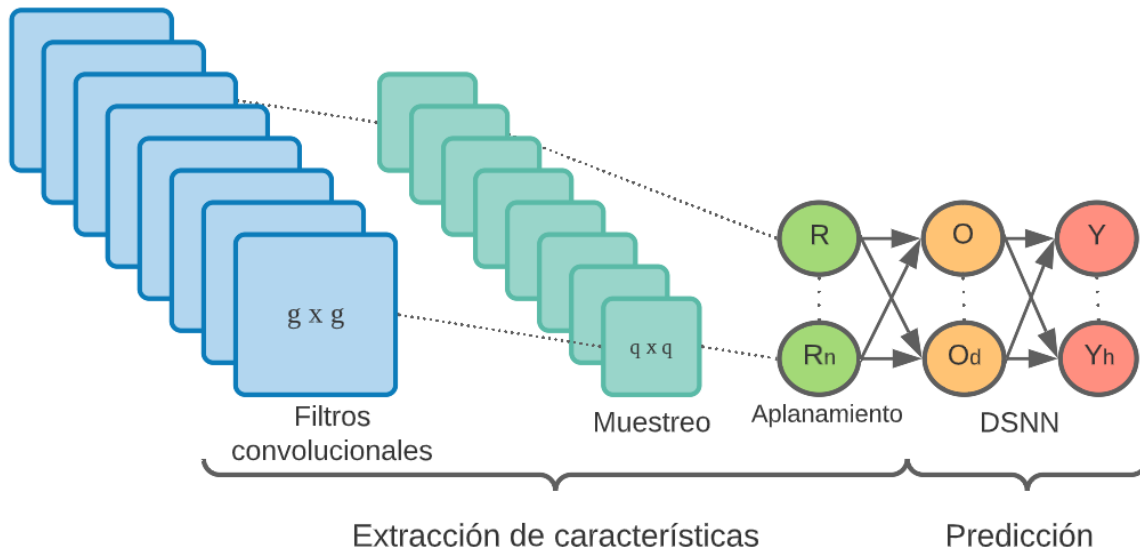 R
O
Y
g x g
q x q
Rn
Od
Yh
Filtros
convolucionales
Muestreo
Aplanamiento
DSNN
Extracción de características
Predicción